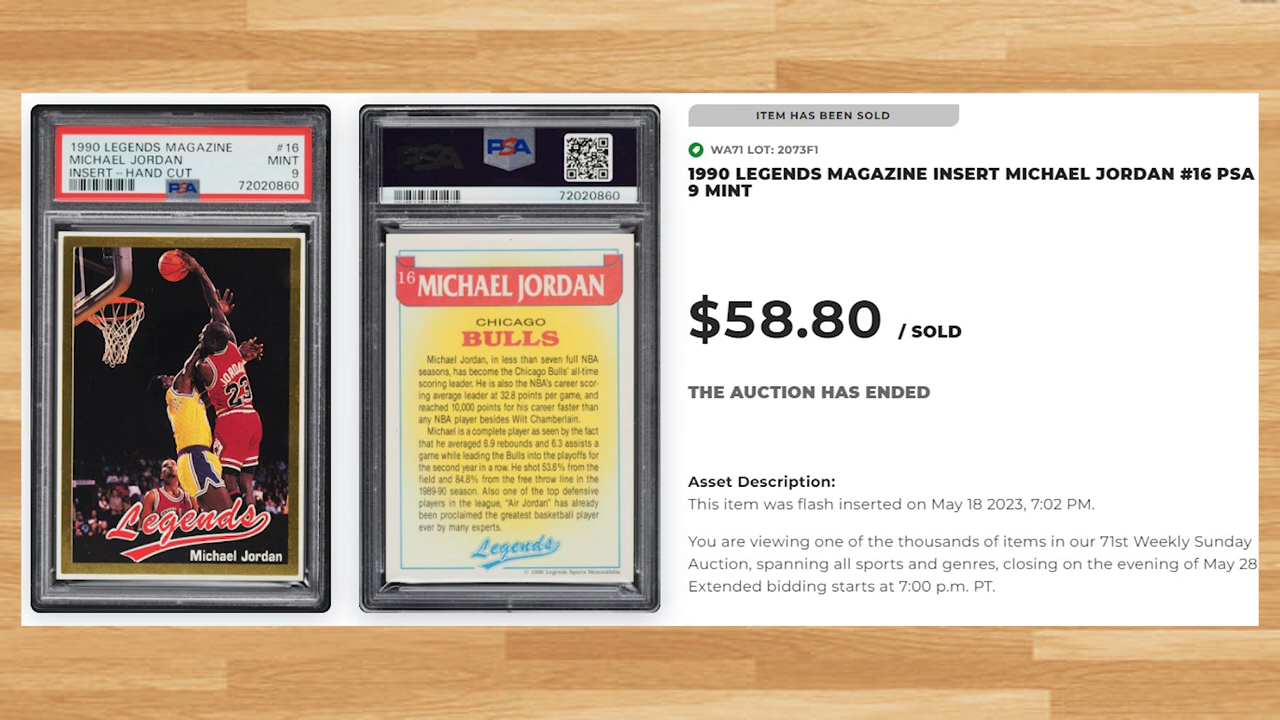 1990 LEGENDS MAGAZINE #16
MICHAEL JORDAN MINT
INSERT – HAND CUT 9
PSA 72020860
JORDAN
23
Legends
Michael Jordan
PSA PSA
72020860
16 MICHAEL JORDAN
CHICAGO
BULLS
Michael Jordan, in less than seven full NBA
seasons, has become the Chicago Bulls' all-time
scoring leader. He is also the NBA's career scor-
ing average leader at 32.8 points per game, and
reached 10,000 points for his career faster than
any NBA player besides Wilt Chamberlain.
Michael is a complete player as seen by the fact
that he averaged 6.9 rebounds and 6.3 assists a
game while leading the Bulls into the playoffs for
the second year in a row. He shot 53.6% from the
field and 84.8% from the free throw line in the
1989-90 season. Also one of the top defensive
players in the league, "Air Jordan" has already
been proclaimed the greatest basketball player
ever by many experts.
Legends
© 1990 Legends Sports Memorabilia
ITEM HAS BEEN SOLD
WA71 LOT: 2073F1
1990 LEGENDS MAGAZINE INSERT MICHAEL JORDAN #16 PSA
9 MINT
$58.80 / SOLD
THE AUCTION HAS ENDED
Asset Description:
This item was flash inserted on May 18 2023, 7:02 PM.
You are viewing one of the thousands of items in our 71st Weekly Sunday
Auction, spanning all sports and genres, closing on the evening of May 28
Extended bidding starts at 7:00 p.m. PT.